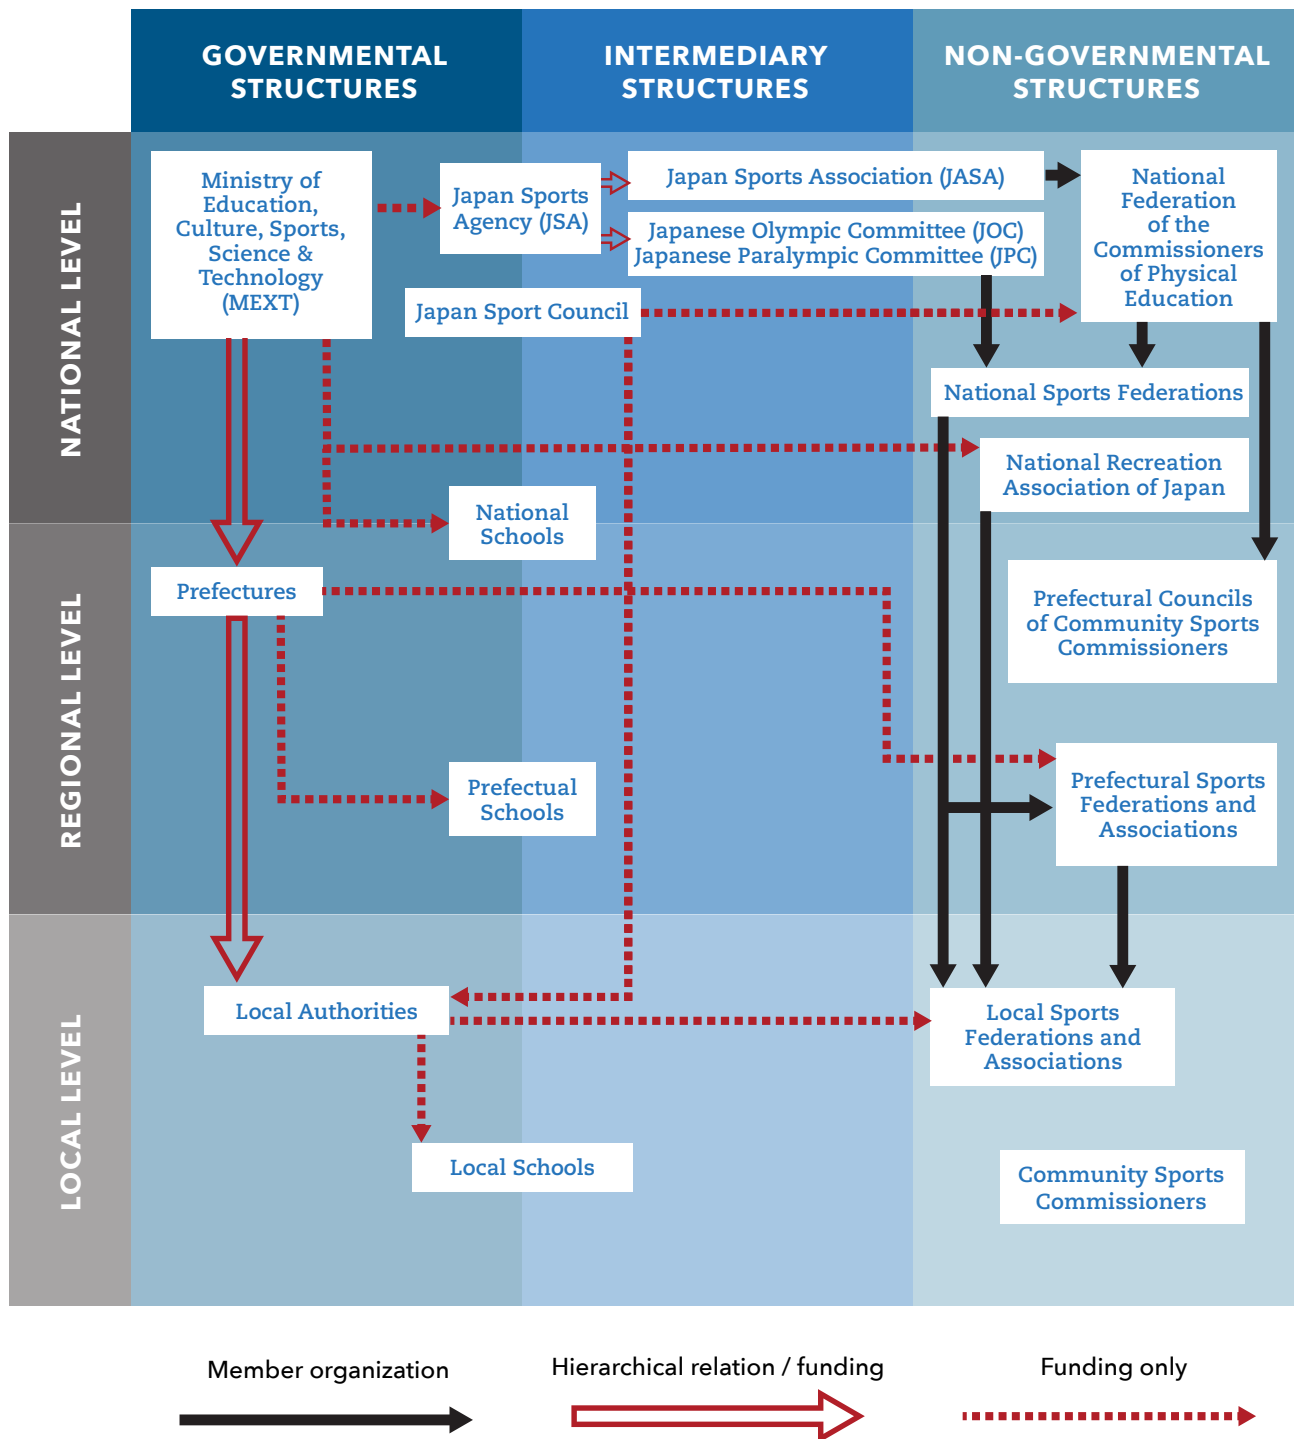 GOVERNMENTAL
STRUCTURES
INTERMEDIARY
STRUCTURES
NON-GOVERNMENTAL
STRUCTURES
NATIONAL LEVEL
Ministry of
Education,
Culture, Sports,
Science &
Technology
(MEXT)
Japan Sports
Agency (JSA)
Japan Sports Association (JASA)
Japanese Olympic Committee (JOC)
Japanese Paralympic Committee (JPC)
National
Federation
of the
Commissioners
of Physical
Education
Japan Sport Council
National Sports Federations
National Recreation
Association of Japan
National
Schools
REGIONAL LEVEL
Prefectures
Prefectural Councils
of Community Sports
Commissioners
Prefectual
Schools
Prefectural Sports
Federations and
Associations
LOCAL LEVEL
Local Authorities
Local Sports
Federations and
Associations
Local Schools
Community Sports
Commissioners
Member organization
Hierarchical relation / funding
Funding only